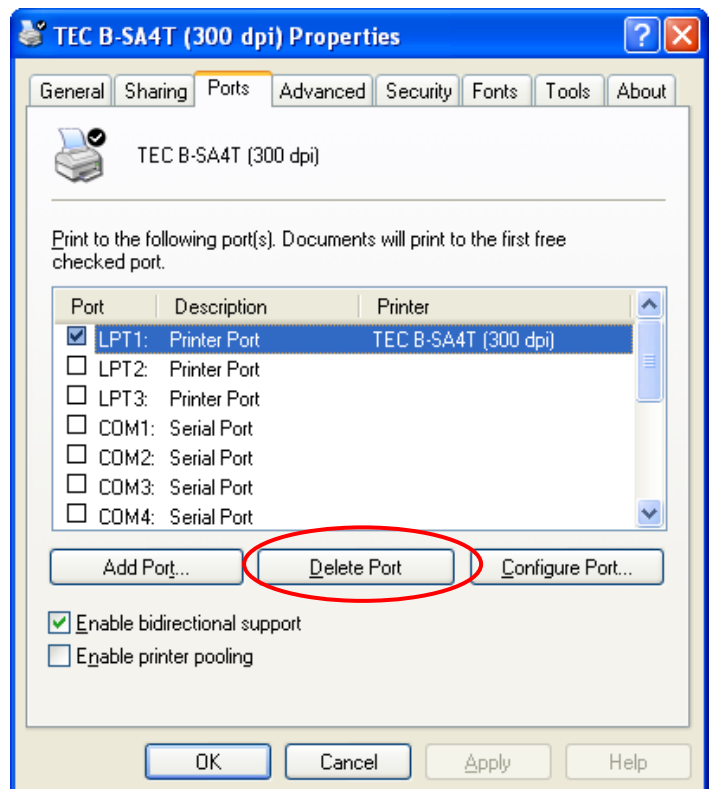 TEC B-SA4T (300 dpi) Properties
General Sharing Ports Advanced Security Fonts Tools About
TEC B-SA4T (300 dpi)
Print to the following port(s). Documents will print to the first free
checked port.
Port Description Printer
LPT1: Printer Port TEC B-SA4T (300 dpi)
LPT2: Printer Port
LPT3: Printer Port
COM1: Serial Port
COM2: Serial Port
COM3: Serial Port
COM4: Serial Port
Add Port... Delete Port Configure Port...
Enable bidirectional support
Enable printer pooling
OK Cancel Apply Help